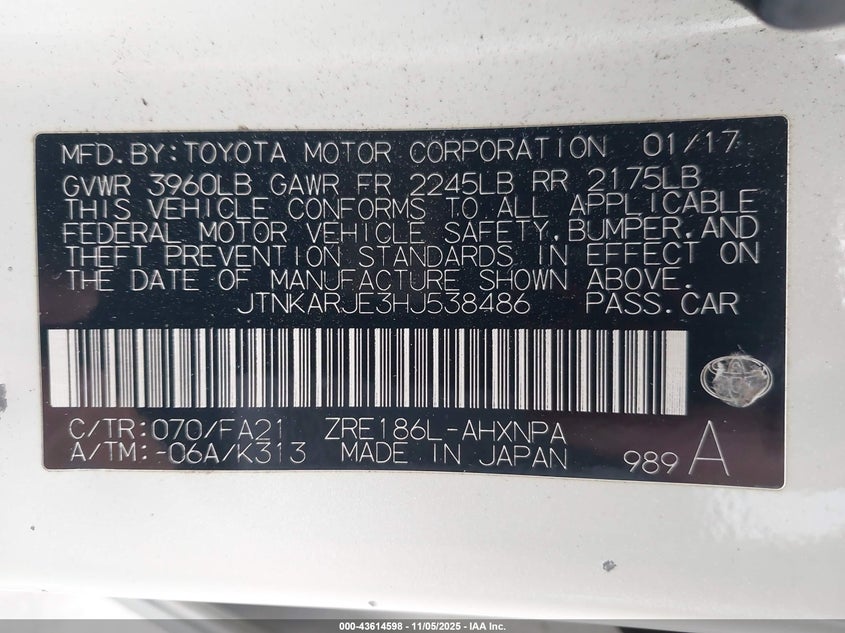 MFD.BY:TOYOTA MOTOR CORPORATION 01/17
GVWR 3960LB GAWR FR 2245LB RR 2175LB
THIS VEHICLE CONFORMS TO ALL APPLICABLE
FEDERAL MOTOR VEHICLE SAFETY,BUMPER,AND
THEFT PREVENTION STANDARDS IN EFFECT ON
THE DATE OF MANUFACTURE SHOWN ABOVE.
JTNKARJE3HJ538486 PASS.CAR
C/TR:070/FA21 ZRE186L-AHXNPA
A/TM:-06A/K313 MADE IN JAPAN 989 A
000-43614598 - 11/05/2025 - IAA Inc.